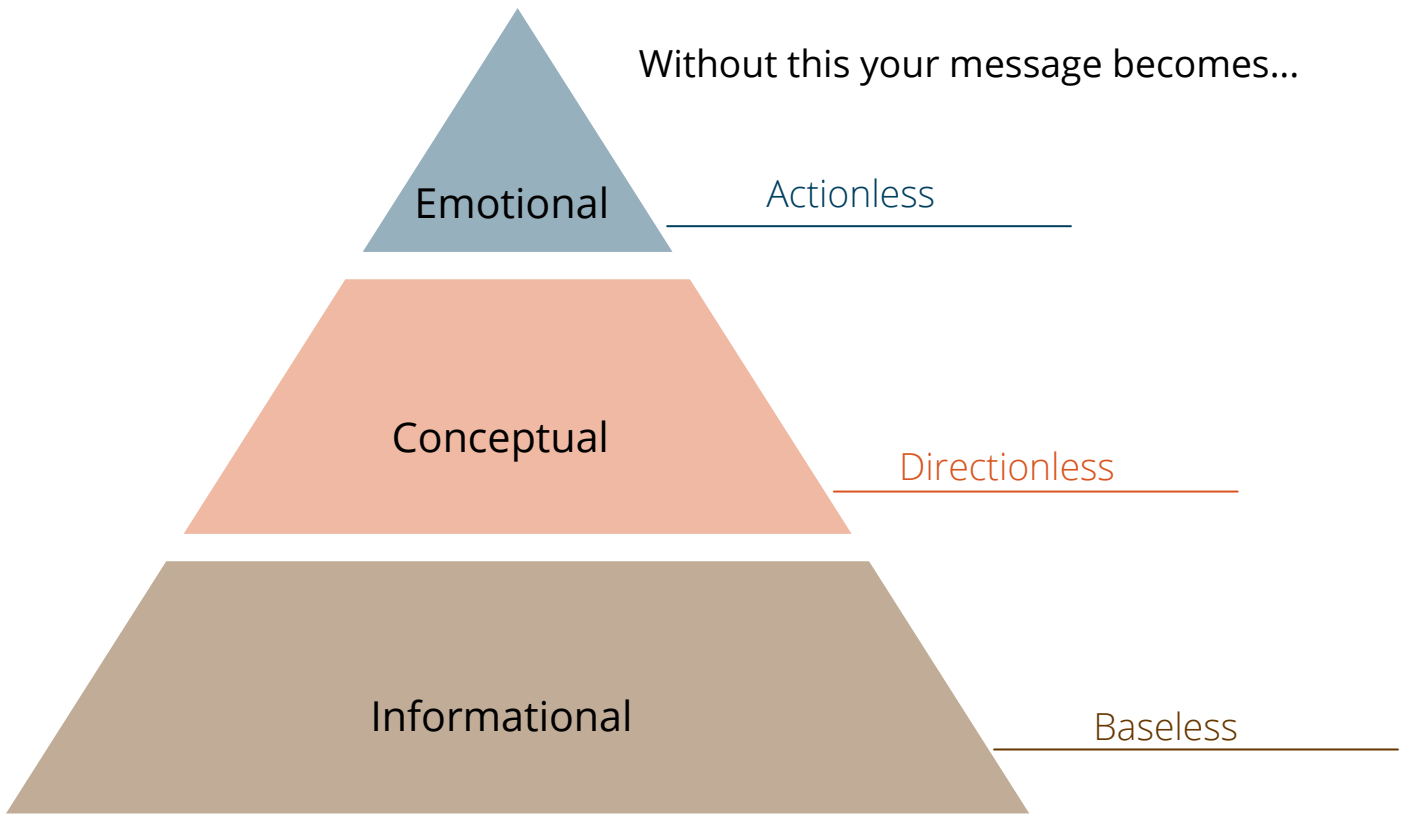 Without this your message becomes...
Emotional
Actionless
Conceptual
Directionless
Informational
Baseless